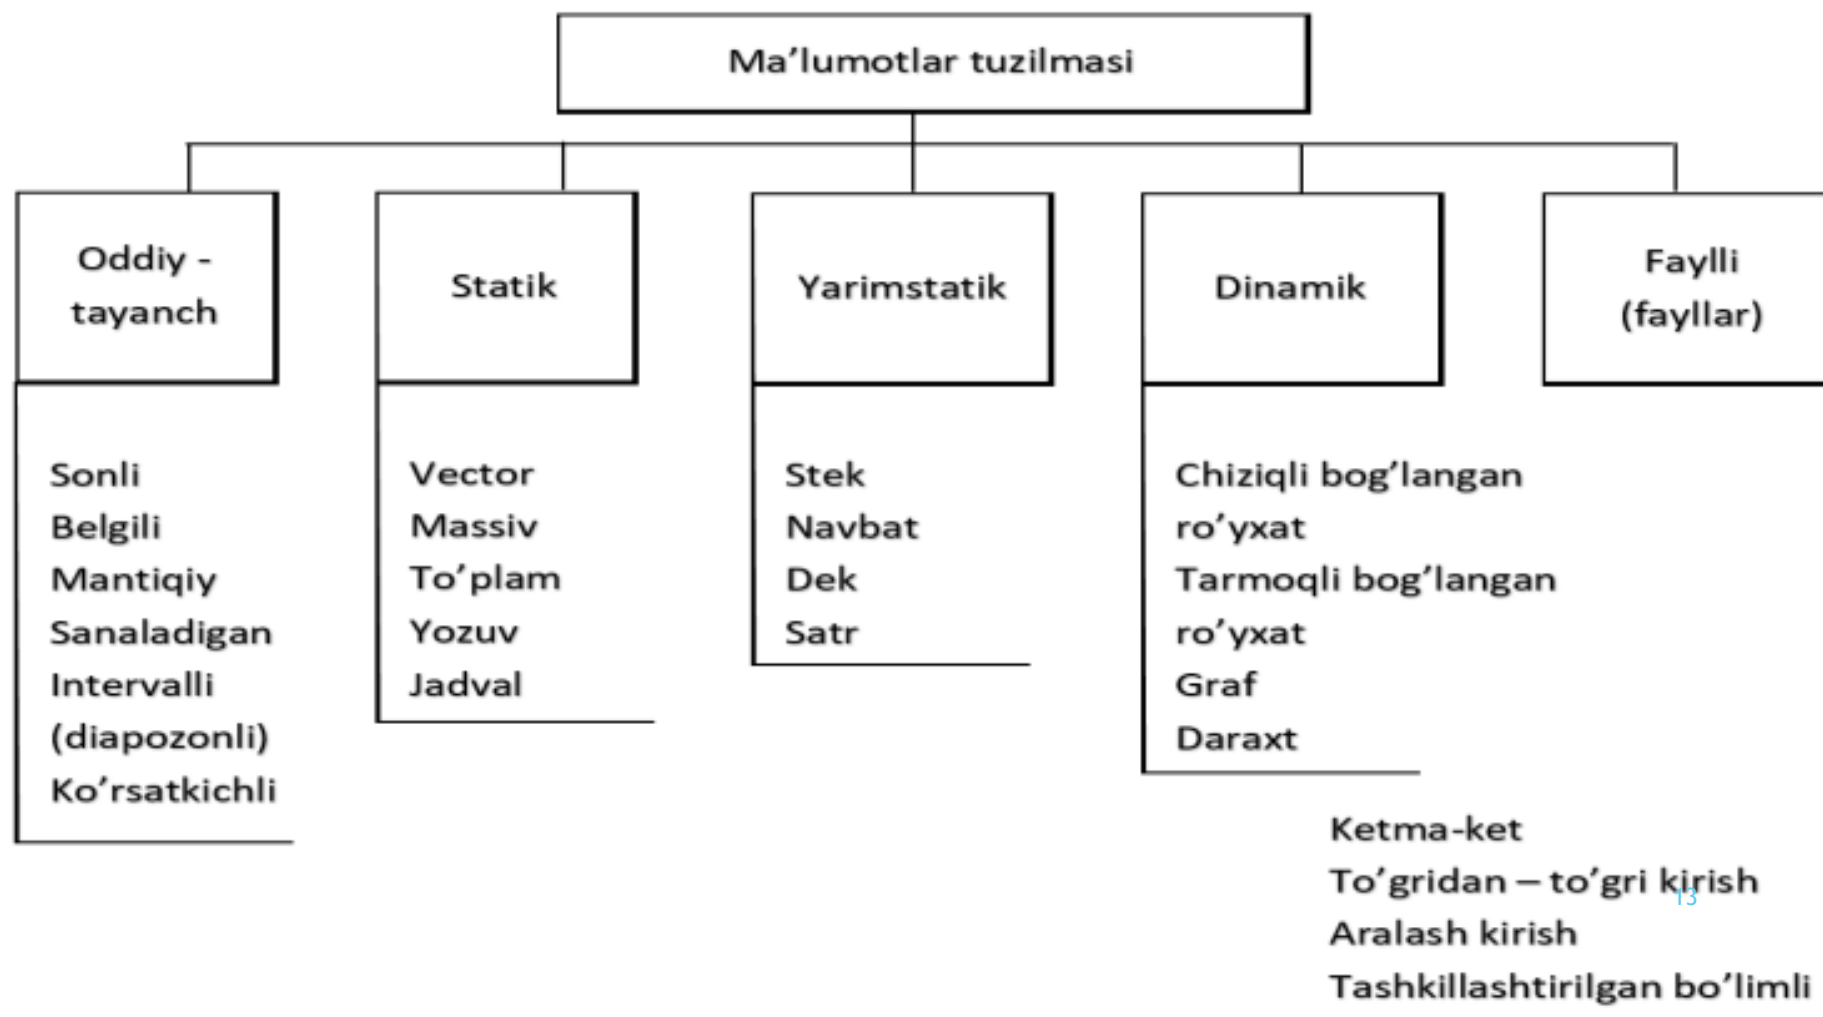 Ma’lumotlar tuzilmasi
Oddiy -
tayanch
Statik
Yarimstatik
Dinamik
Faylli
(fayllar)
Sonli
Belgili
Mantiqiy
Sanaladigan
Intervalli
(diapozonli)
Ko’rsatkichli
Vector
Massiv
To’plam
Yozuv
Jadval
Stek
Navbat
Dek
Satr
Chiziqli bog’langan
ro’yxat
Tarmoqli bog’langan
ro’yxat
Graf
Daraxt
Ketma-ket
To’gridan – to’gri kirish
Aralash kirish
Tashkillashtirilgan bo’limli
13